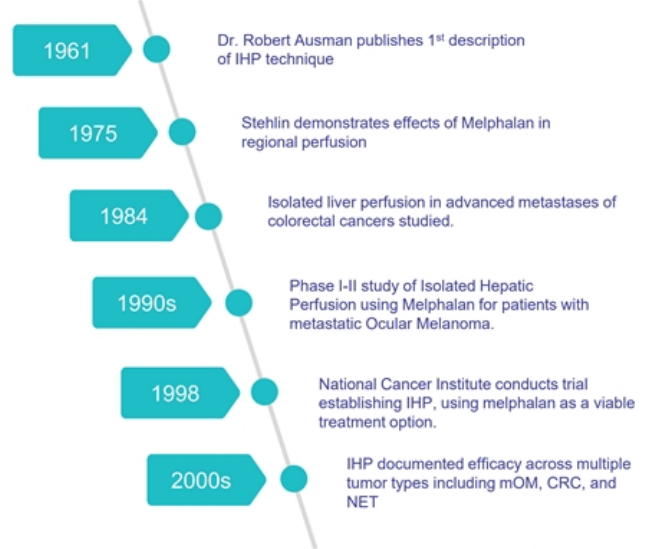 1961
Dr. Robert Ausman publishes 1st description
of IHP technique
1975
Stehlin demonstrates effects of Melphalan in
regional perfusion
1984
Isolated liver perfusion in advanced metastases of
colorectal cancers studied.
1990s
Phase I-II study of Isolated Hepatic
Perfusion using Melphalan for patients with
metastatic Ocular Melanoma.
1998
National Cancer Institute conducts trial
establishing IHP, using melphalan as a viable
treatment option.
2000s
IHP documented efficacy across multiple
tumor types including mOM, CRC, and
NET